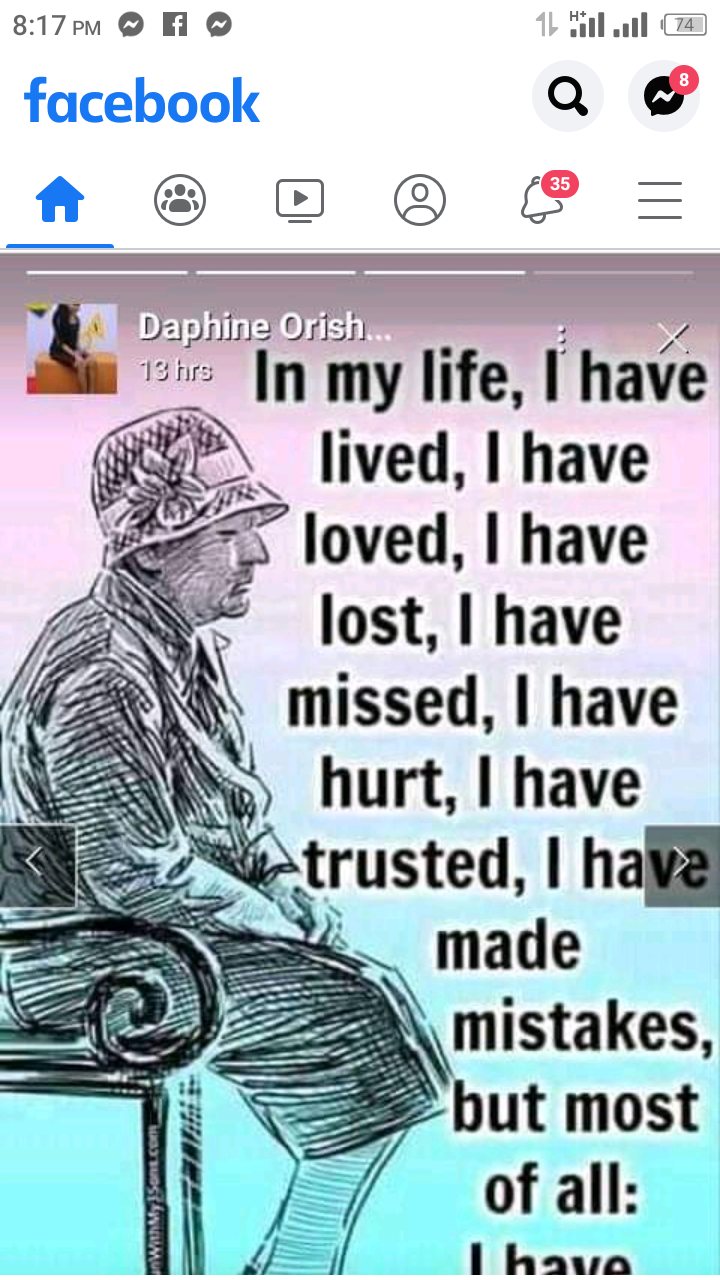 8:17 PM
H+
74
facebook
8
35
Daphine Orish...
13 hrs
In my life, I have
lived, I have
loved, I have
lost, I have
missed, I have
hurt, I have
trusted, I have
made
mistakes,
but most
of all:
I have